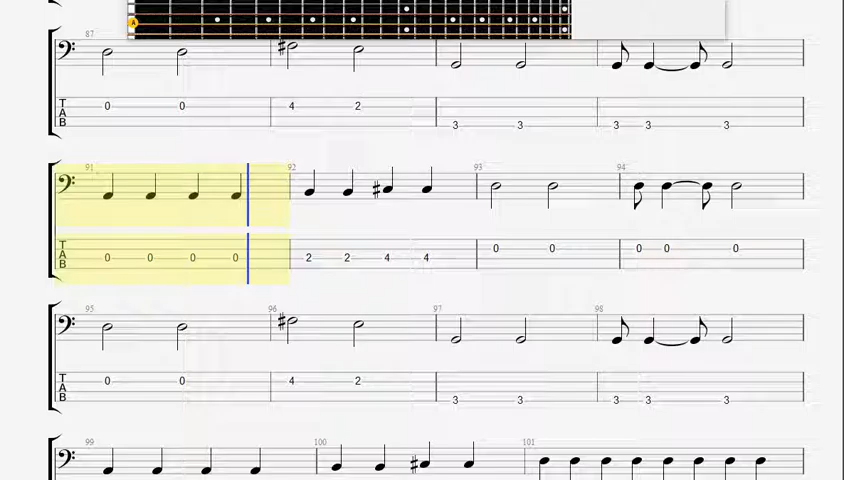 A
87
T 0 0 4 2
A
B 3 3 3 3 3
91 92 93 94
T 0 0 0 0 0
A 0 0 0 0 2 2 4 4
B
95 96 97 98
T 0 0 4 2
A
B 3 3 3 3 3
99 100 101